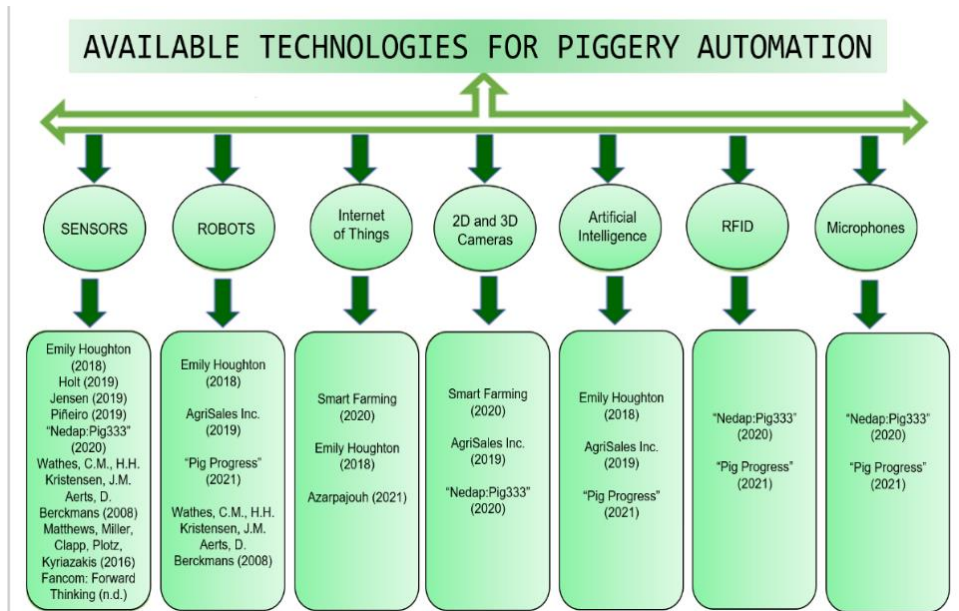 AVAILABLE TECHNOLOGIES FOR PIGGERY AUTOMATION
SENSORS
ROBOTS
Internet
of Things
2D and 3D
Cameras
Artificial
Intelligence
RFID
Microphones
Emily Houghton
(2018)
Holt (2019)
Jensen (2019)
Piñeiro (2019)
“Nedap:Pig333”
(2020)
Wathes, C.M., H.H.
Kristensen, J.M.
Aerts, D.
Berckmans (2008)
Matthews, Miller,
Clapp, Plotz,
Kyriazakis (2016)
Fancom: Forward
Thinking (n.d.)
Emily Houghton
(2018)
AgriSales Inc.
(2019)
“Pig Progress”
(2021)
Wathes, C.M., H.H.
Kristensen, J.M.
Aerts, D.
Berckmans (2008)
Smart Farming
(2020)
Emily Houghton
(2018)
Azarpajouh (2021)
Smart Farming
(2020)
AgriSales Inc.
(2019)
“Nedap:Pig333”
(2020)
Emily Houghton
(2018)
AgriSales Inc.
(2019)
“Pig Progress”
(2021)
“Nedap:Pig333”
(2020)
“Pig Progress”
(2021)
“Nedap:Pig333”
(2020)
“Pig Progress”
(2021)